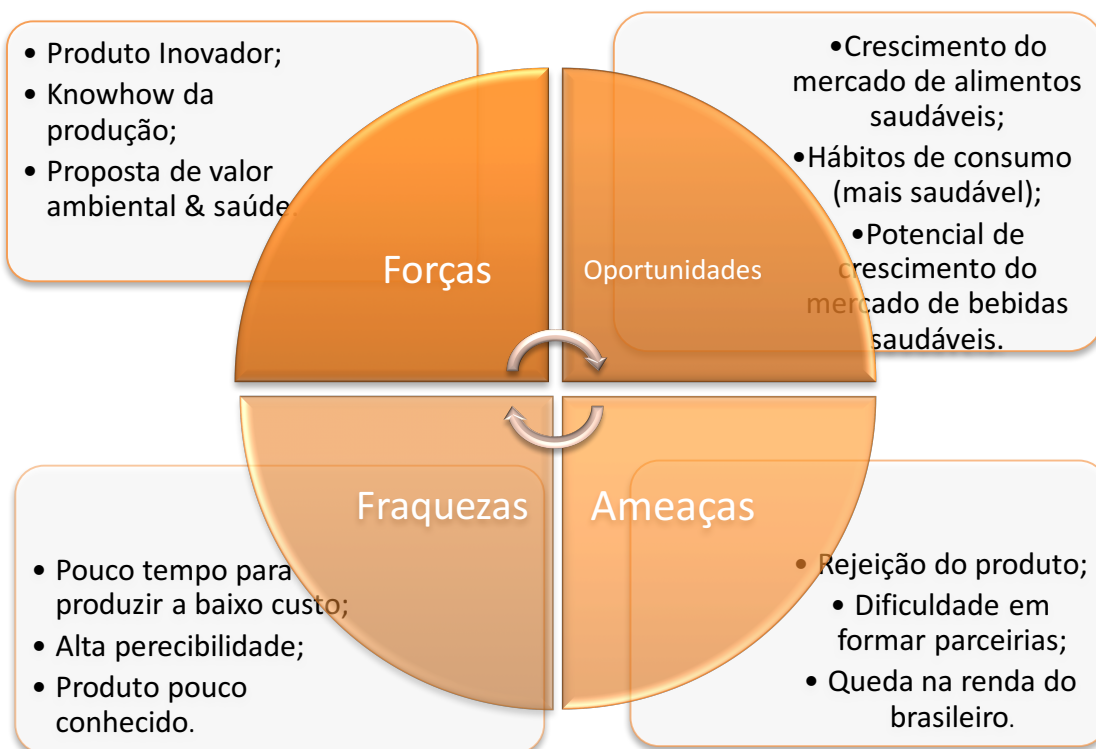 • Produto Inovador;
• Knowhow da
produção;
• Proposta de valor
ambiental & saúde.
Forças
•Crescimento do
mercado de alimentos
saudáveis;
•Hábitos de consumo
(mais saudável);
•Potencial de
crescimento do
mercado de bebidas
saudáveis.
Oportunidades
Fraquezas
• Pouco tempo para
produzir a baixo custo;
• Alta perecibilidade;
• Produto pouco
conhecido.
Ameaças
• Rejeição do produto;
• Dificuldade em
formar parceirias;
• Queda na renda do
brasileiro.